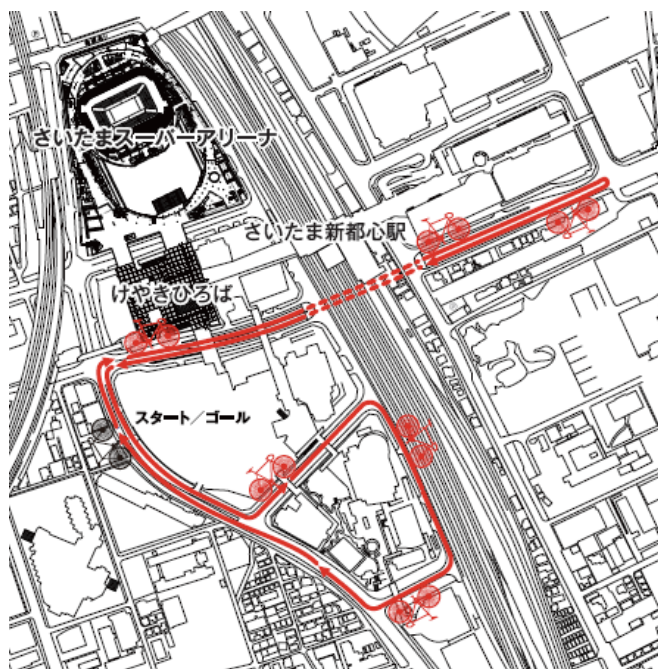 さいたまスーパーアリーナ
さいたま新都心駅
けやきひろば
スタート／ゴール